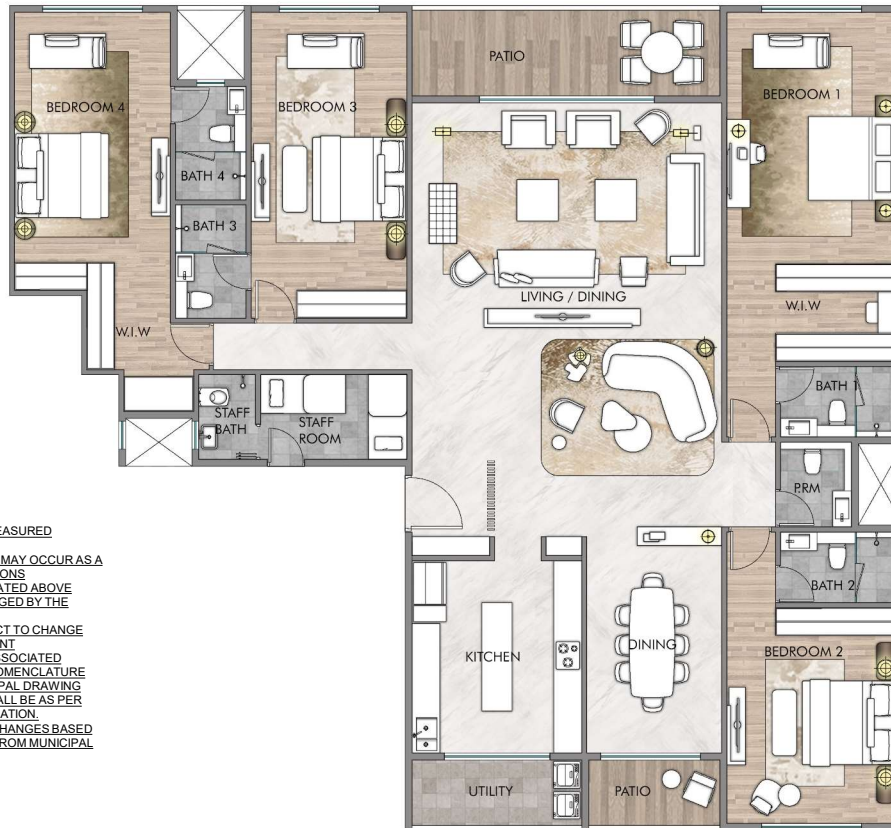 PATIO
BEDROOM 4
BEDROOM 3
BEDROOM 1
BATH 4
BATH 3
LIVING / DINING
W.I.W
W.I.W
BATH 1
STAFF
BATH
STAFF
ROOM
P.RM
BATH 2
KITCHEN
DINING
BEDROOM 2
UTILITY
PATIO
EASURED
MAY OCCUR AS A
ONS
ATED ABOVE
GED BY THE
CT TO CHANGE
NT
SSOCIATED
OMENCLATURE
PAL DRAWING
ALL BE AS PER
ATION.
HANGES BASED
ROM MUNICIPAL